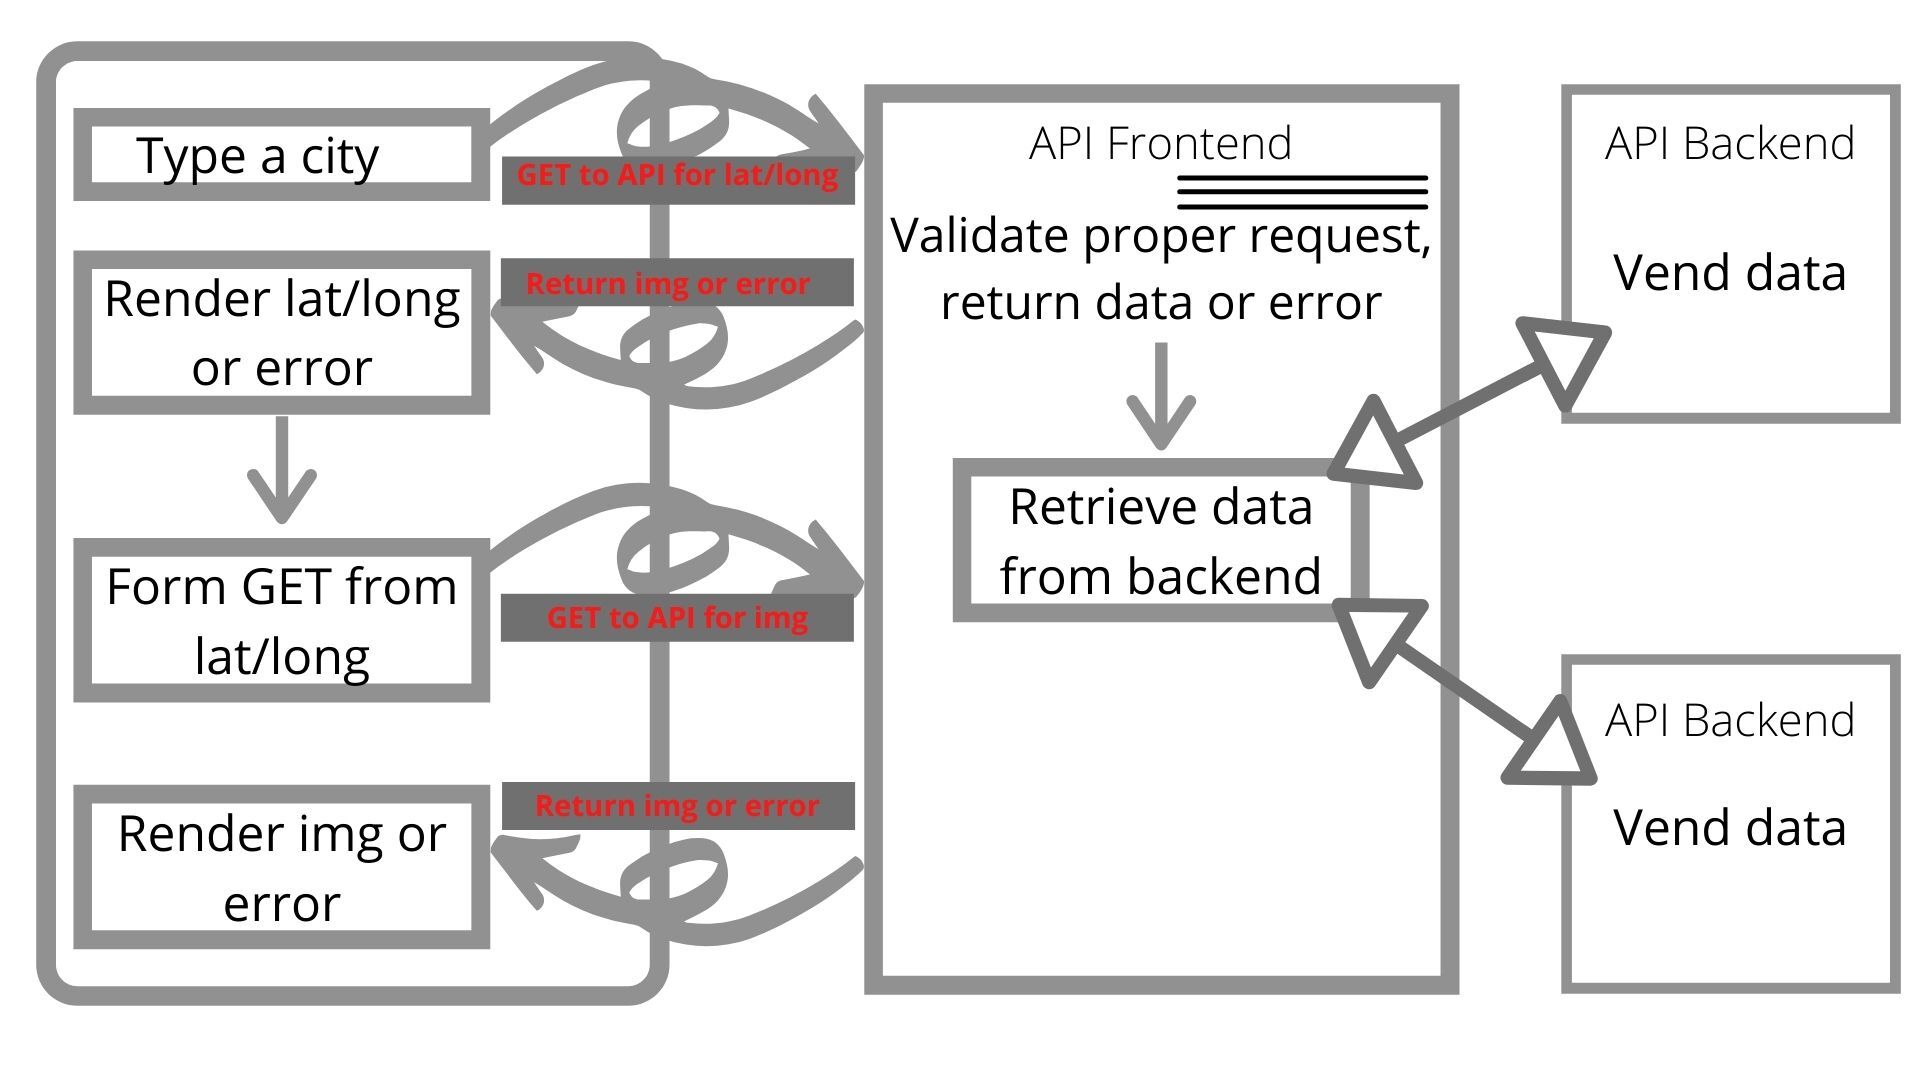 Type a city
GET to API for lat/long
Render lat/long
or error
Return img or error
Form GET from
lat/long
GET to API for img
Render img or
error
Return img or error
API Frontend
Validate proper request,
return data or error
Retrieve data
from backend
API Backend
Vend data
API Backend
Vend data